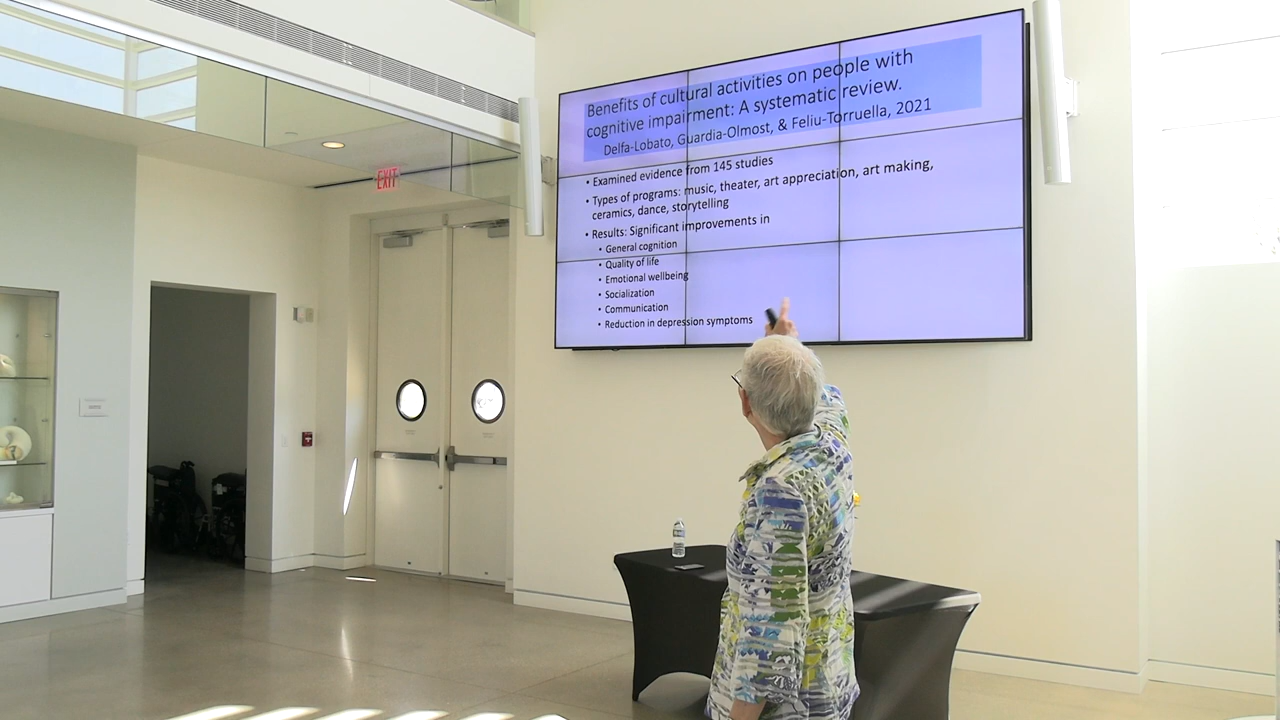 EXIT
Benefits of cultural activities on people with
cognitive impairment: A systematic review.
Delfa-Lobato, Guardia-Olmost, & Feliu-Torruella, 2021
• Examined evidence from 145 studies
• Types of programs: music, theater, art appreciation, art making,
ceramics, dance, storytelling
• Results: Significant improvements in
• General cognition
• Quality of life
• Emotional wellbeing
• Socialization
• Communication
• Reduction in depression symptoms